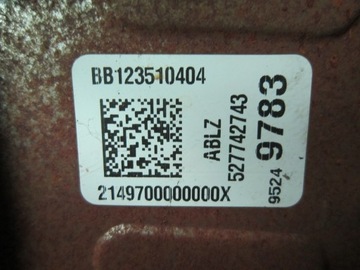 BB123510404
ABLZ
527742743
9524 9783
2149700000000X